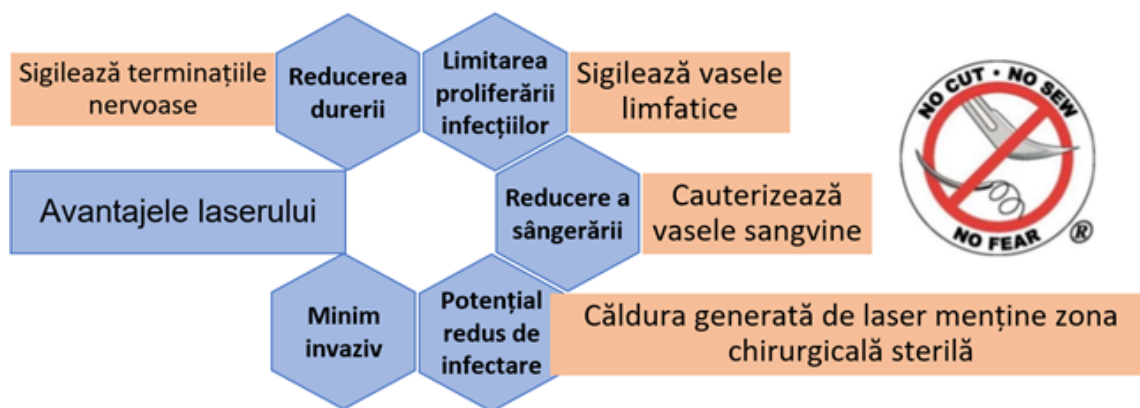 Sigilează terminațiile
nervoase
Reducerea
durerii
Limitarea
proliferării
infecțiilor
Sigilează vasele
limfatice
Avantajele laserului
Reducere a
sângerării
Cauterizează
vasele sangvine
Minim
invaziv
Potențial
redus de
infectare
Căldura generată de laser menține zona
chirurgicală sterilă
NO CUT · NO SEW
NO FEAR
®